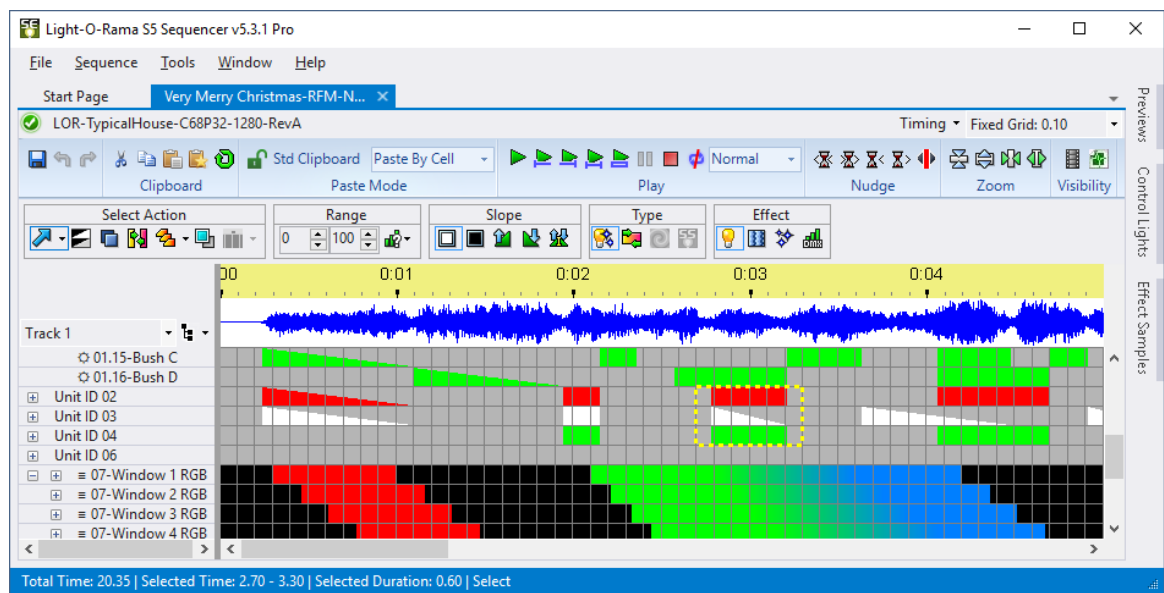 Light-O-Rama S5 Sequencer v5.3.1 Pro
File Sequence Tools Window Help
Start Page Very Merry Christmas-RFM-N...
LOR-TypicalHouse-C68P32-1280-RevA Timing Fixed Grid: 0.10
Std Clipboard Paste By Cell Normal
Clipboard Paste Mode Play Nudge Zoom Visibility
Select Action Range Slope Type Effect
0 100 DMX
00 0:01 0:02 0:03 0:04
Track 1
01.15-Bush C
01.16-Bush D
Unit ID 02
Unit ID 03
Unit ID 04
Unit ID 06
07-Window 1 RGB
07-Window 2 RGB
07-Window 3 RGB
07-Window 4 RGB
Previews
Control Lights
Effect Samples
Total Time: 20.35 | Selected Time: 2.70 - 3.30 | Selected Duration: 0.60 | Select